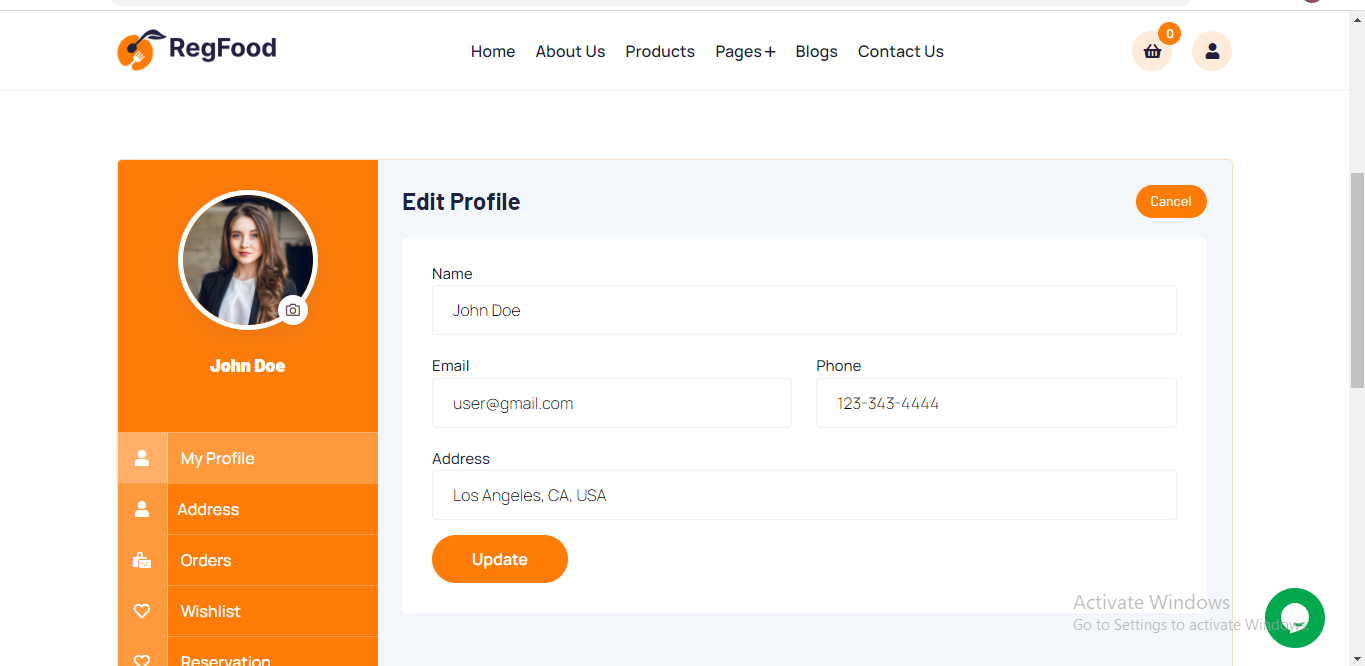 RegFood
Home About Us Products Pages+ Blogs Contact Us
0
Edit Profile
Cancel
John Doe
Name
John Doe
Email
Phone
user@gmail.com
123-343-4444
Address
Los Angeles, CA, USA
Update
My Profile
Address
Orders
Wishlist
Reservation
Activate Windows
Go to Settings to activate Windows.